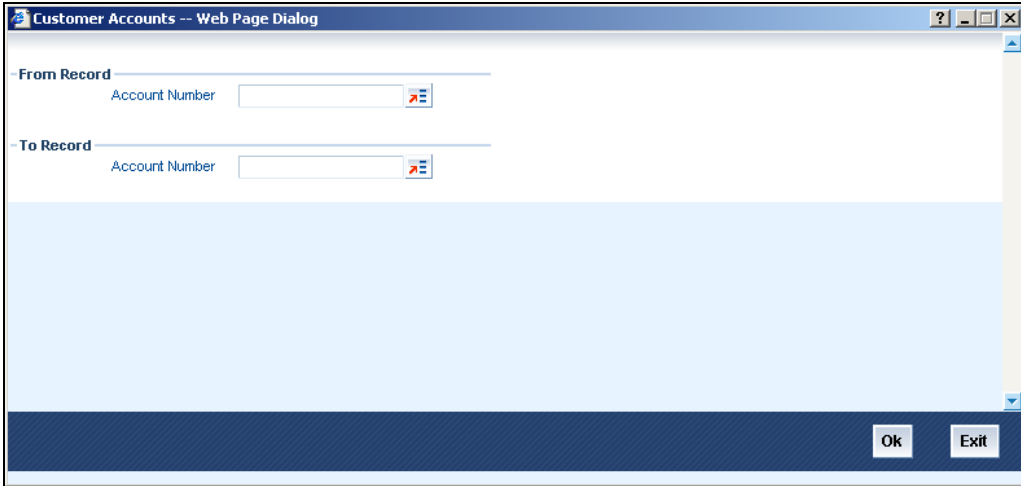 Customer Accounts -- Web Page Dialog
From Record
Account Number
To Record
Account Number
Ok Exit